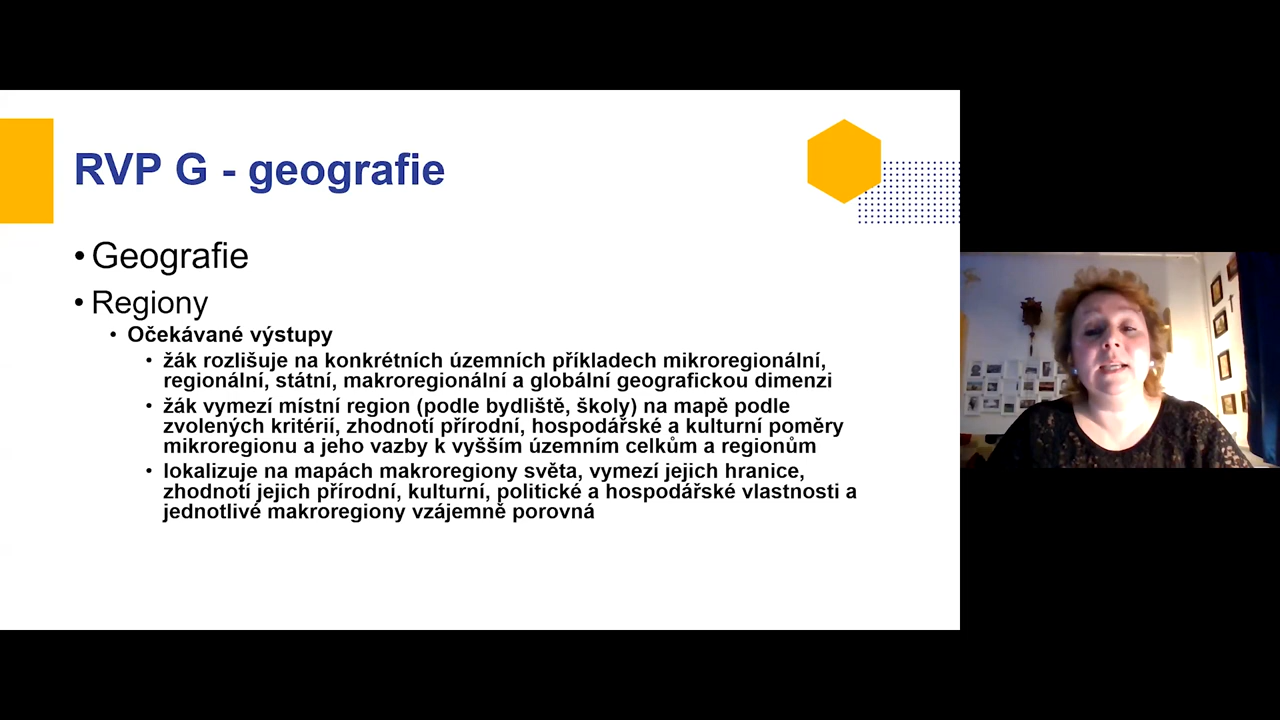 RVP G - geografie
• Geografie
• Regiony
• Očekávané výstupy
• žák rozlišuje na konkrétních územních příkladech mikroregionální,
regionální, státní, makroregionální a globální geografickou dimenzi
• žák vymezí místní region (podle bydliště, školy) na mapě podle
zvolených kritérií, zhodnotí přírodní, hospodářské a kulturní poměry
mikroregionu a jeho vazby k vyšším územním celkům a regionům
• lokalizuje na mapách makroregiony světa, vymezí jejich hranice,
zhodnotí jejich přírodní, kulturní, politické a hospodářské vlastnosti a
jednotlivé makroregiony vzájemně porovná